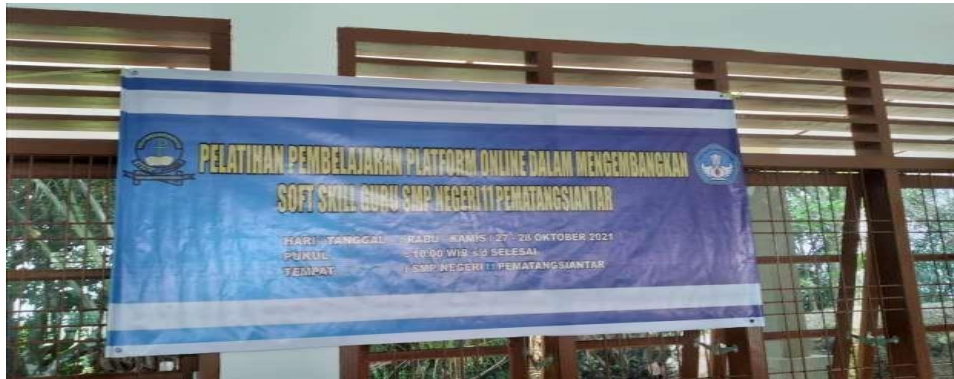 PELATIHAN PEMBELAJARAN PLATFORM ONLINE DALAM MENGEMBANGKAN
SOFT SKILL GURU SMP NEGERI 11 PEMATANGSIANTAR
HARI TANGGAL : RABU - KAMIS / 27 - 28 OKTOBER 2021
PUKUL : 10.00 WIB s/d SELESAI
TEMPAT : SMP NEGERI 11 PEMATANGSIANTAR